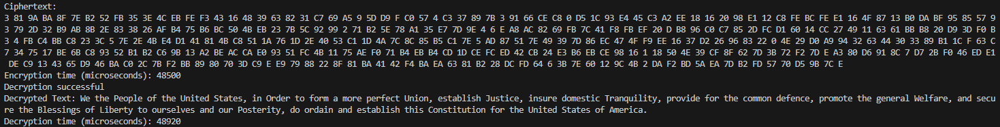 Ciphertext:
3 81 9A BA 8F 7E B2 52 FB 35 3E 4C EB FE F3 43 16 48 39 63 82 31 C7 69 A5 9 5D D9 F C0 57 4 C3 37 89 7B 3 91 66 CE C8 0 D5 1C 93 E4 45 C3 A2 EE 18 16 20 98 E1 12 C8 FE BC FE E1 16 4F 87 13 B0 DA BF 95 85 57 9
3 79 2D 32 B9 AB 8B 2E 83 38 26 AF B4 75 B6 BC 50 4B EB 23 7B 5C 92 99 2 71 B2 5E 78 A1 35 E7 7D 9E 4 6 E A8 AC 82 69 FB 7C 41 F8 FB EF 20 D B8 96 C0 C7 85 2D FC D1 60 14 CC 27 49 11 63 61 BB B8 20 D9 3D F0 B
3 4 FB C4 BB C8 23 3C 5 7E 2E 4B E4 D1 41 81 4B C8 51 1A 76 1D 2E 40 53 C1 1D 4A 7C 8C 85 B5 C1 7E 5 AD 87 51 7E 49 39 7D 86 EC 47 4F F9 EE 16 37 D2 26 96 83 22 0 4E 29 D0 A9 94 32 63 44 30 33 89 B1 1C F 63 C
7 34 75 17 BE 6B C8 93 52 B1 B2 C6 9B 13 A2 BE AC CA E0 93 51 FC 4B 11 75 AE F0 71 B4 EB B4 CD 1D CE FC ED 42 CB 24 E3 B6 EB CE 98 16 1 18 50 4E 39 CF 8F 62 7D 3B 72 F2 7D E A3 80 D6 91 8C 7 D7 2B F0 46 ED E1
DE C9 13 43 65 D9 46 BA C0 2C 7B F2 BB 89 80 70 3D C9 E E9 79 88 22 8F 81 BA 41 42 F4 BA EA 63 81 B2 28 DC FD 64 6 3B 7E 60 12 9C 4B 2 DA F2 BD 5A EA 7D B2 FD 57 70 D5 9B 7C E
Encryption time (microseconds): 48500
Decryption successful
Decrypted Text: We the People of the United States, in Order to form a more perfect Union, establish Justice, insure domestic Tranquility, provide for the common defence, promote the general Welfare, and secu
re the Blessings of Liberty to ourselves and our Posterity, do ordain and establish this Constitution for the United States of America.
Decryption time (microseconds): 48920